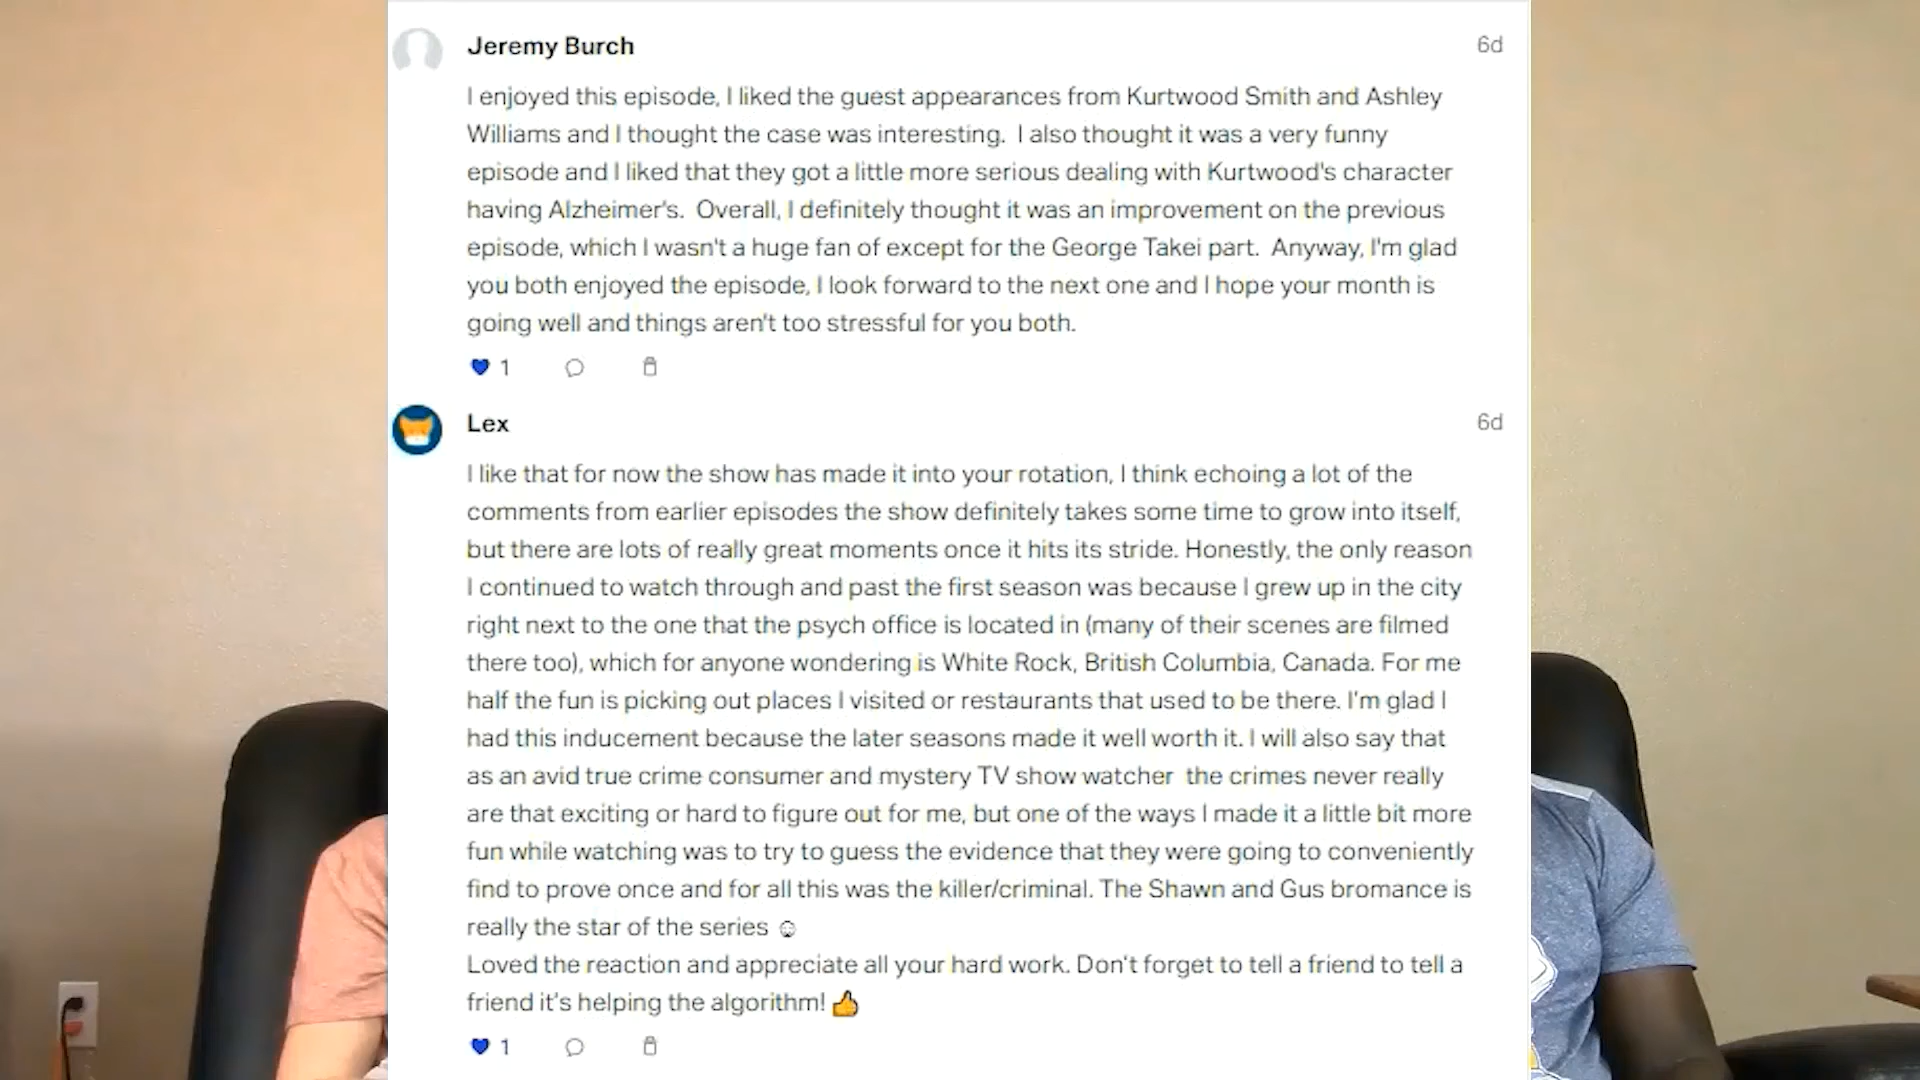 Jeremy Burch
6d
I enjoyed this episode, I liked the guest appearances from Kurtwood Smith and Ashley
Williams and I thought the case was interesting.  I also thought it was a very funny
episode and I liked that they got a little more serious dealing with Kurtwood's character
having Alzheimer's.  Overall, I definitely thought it was an improvement on the previous
episode, which I wasn't a huge fan of except for the George Takei part.  Anyway, I'm glad
you both enjoyed the episode, I look forward to the next one and I hope your month is
going well and things aren't too stressful for you both.
1
Lex
6d
I like that for now the show has made it into your rotation, I think echoing a lot of the
comments from earlier episodes the show definitely takes some time to grow into itself,
but there are lots of really great moments once it hits its stride. Honestly, the only reason
I continued to watch through and past the first season was because I grew up in the city
right next to the one that the psych office is located in (many of their scenes are filmed
there too), which for anyone wondering is White Rock, British Columbia, Canada. For me
half the fun is picking out places I visited or restaurants that used to be there. I'm glad I
had this inducement because the later seasons made it well worth it. I will also say that
as an avid true crime consumer and mystery TV show watcher  the crimes never really
are that exciting or hard to figure out for me, but one of the ways I made it a little bit more
fun while watching was to try to guess the evidence that they were going to conveniently
find to prove once and for all this was the killer/criminal. The Shawn and Gus bromance is
really the star of the series ☺
Loved the reaction and appreciate all your hard work. Don't forget to tell a friend to tell a
friend it's helping the algorithm! 👍
1